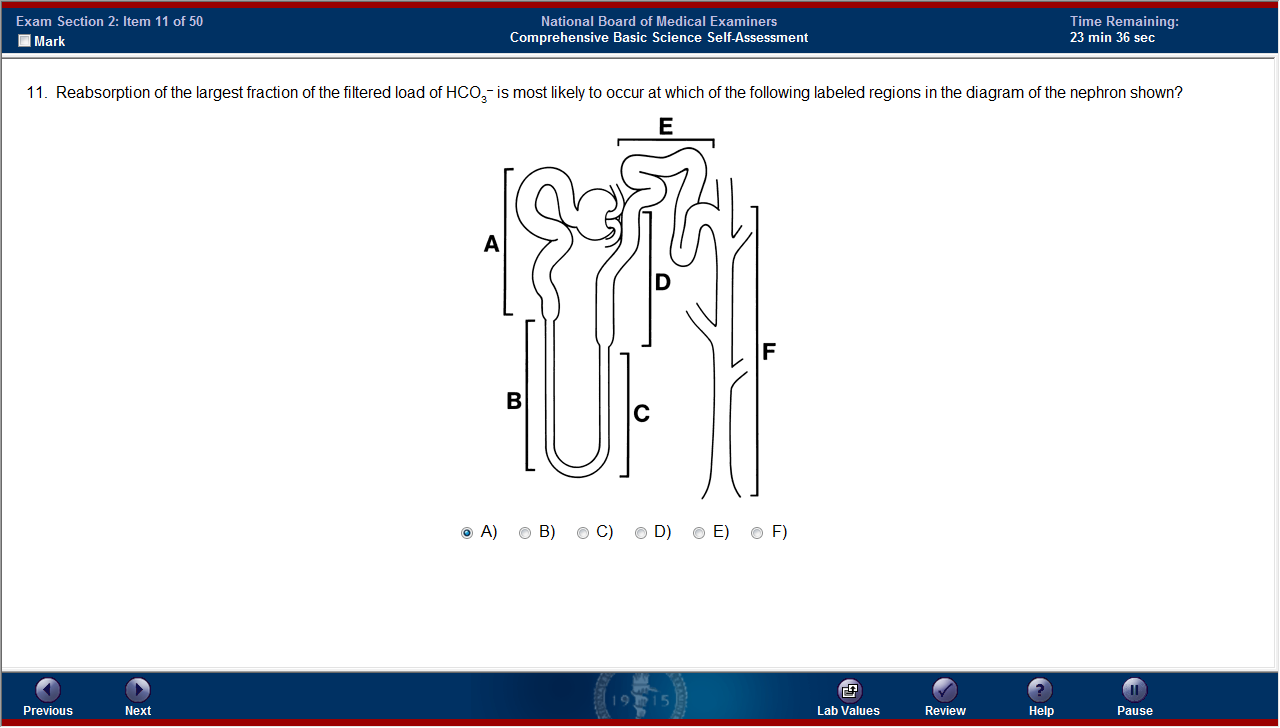 Exam Section 2: Item 11 of 50
National Board of Medical Examiners
Time Remaining:
Mark
Comprehensive Basic Science Self-Assessment
23 min 36 sec
11. Reabsorption of the largest fraction of the filtered load of HCO₃⁻ is most likely to occur at which of the following labeled regions in the diagram of the nephron shown?
E
A
D
F
B
C
A) B) C) D) E) F)
1915
Previous Next Lab Values Review Help Pause